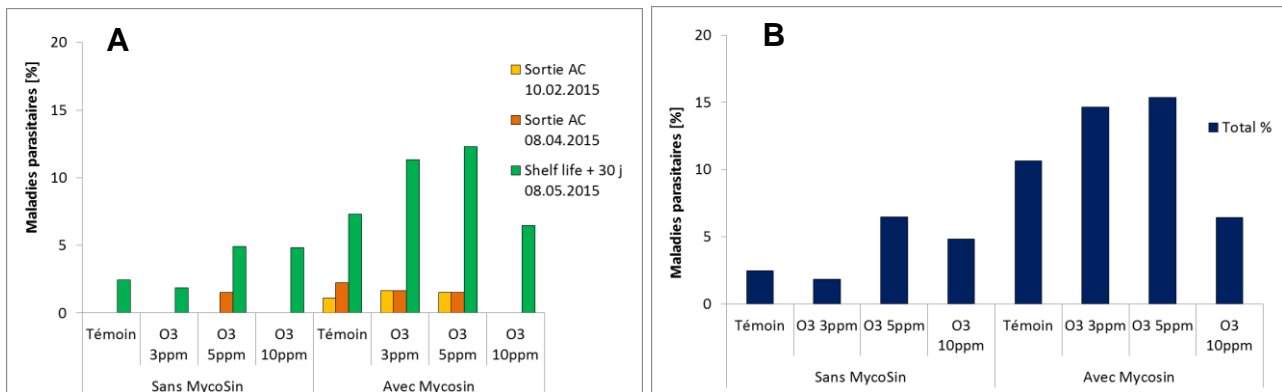 A
Maladies parasitaires [%]
20
15
10
5
0
Sortie AC
10.02.2015
Sortie AC
08.04.2015
Shelf life + 30 j
08.05.2015
Témoin
O3
3ppm
O3
5ppm
O3
10ppm
Témoin
O3
3ppm
O3
5ppm
O3
10ppm
Sans MycoSin
Avec Mycosin
B
Maladies parasitaires [%]
20
15
10
5
0
Total %
Témoin
O3 3ppm
O3 5ppm
O3
10ppm
Témoin
O3 3ppm
O3 5ppm
O3
10ppm
Sans MycoSin
Avec Mycosin